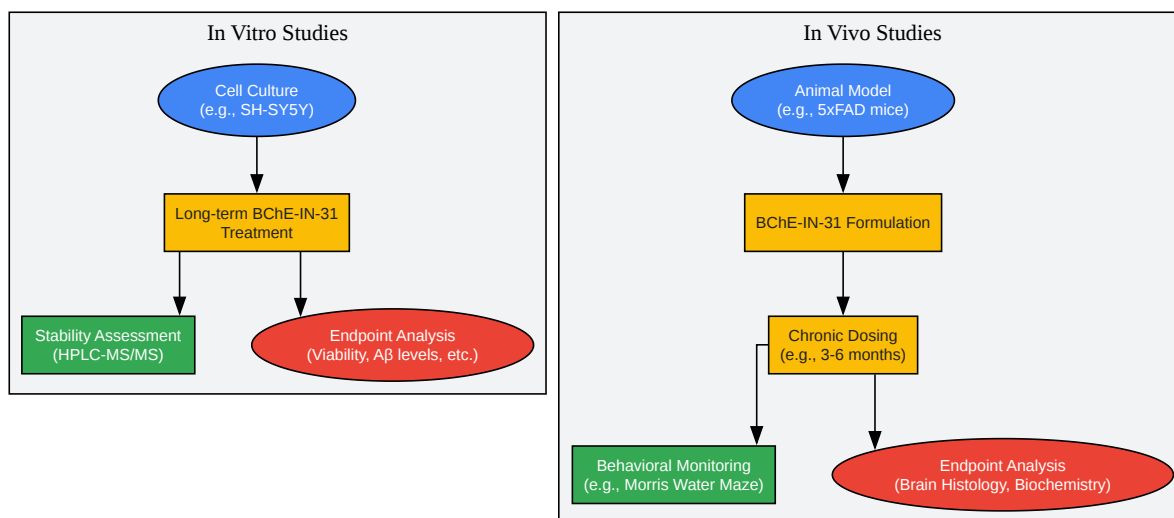 In Vitro Studies
Cell Culture
(e.g., SH-SY5Y)
Long-term BChE-IN-31
Treatment
Stability Assessment
(HPLC-MS/MS)
Endpoint Analysis
(Viability, Aβ levels, etc.)
In Vivo Studies
Animal Model
(e.g., 5xFAD mice)
BChE-IN-31 Formulation
Chronic Dosing
(e.g., 3-6 months)
Behavioral Monitoring
(e.g., Morris Water Maze)
Endpoint Analysis
(Brain Histology, Biochemistry)